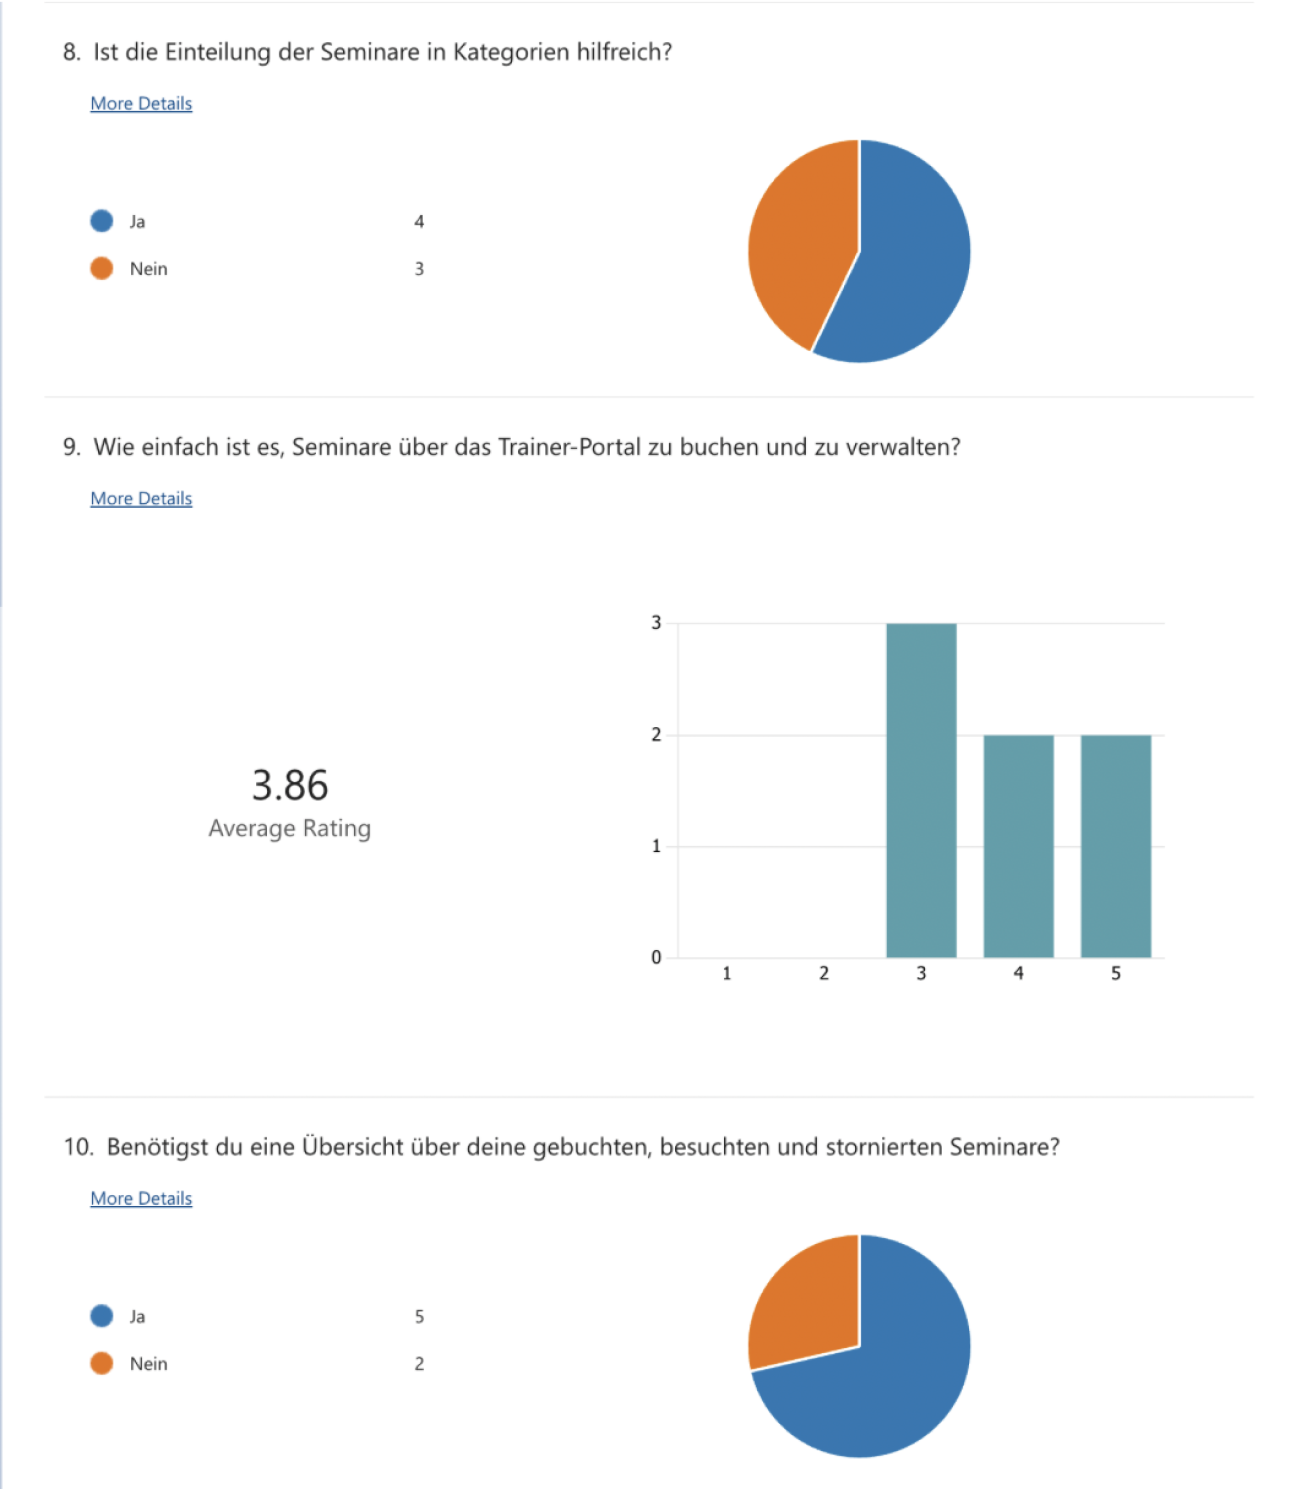 8. Ist die Einteilung der Seminare in Kategorien hilfreich?
More Details
Ja 4
Nein 3
9. Wie einfach ist es, Seminare über das Trainer-Portal zu buchen und zu verwalten?
More Details
3.86
Average Rating
3
2
1
0
1 2 3 4 5
10. Benötigst du eine Übersicht über deine gebuchten, besuchten und stornierten Seminare?
More Details
Ja 5
Nein 2